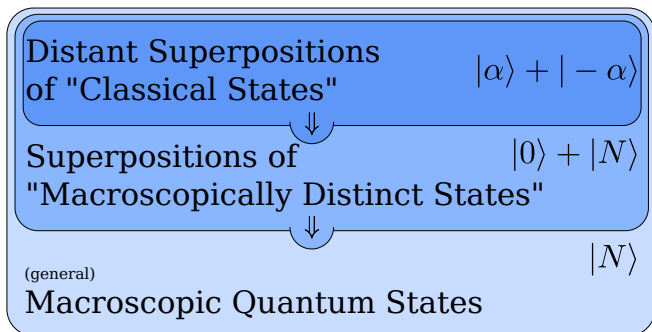 Distant Superpositions
of "Classical States"
|α⟩ + | − α⟩
⇓
Superpositions of
"Macroscopically Distinct States"
|0⟩ + |N⟩
⇓
|N⟩
(general)
Macroscopic Quantum States